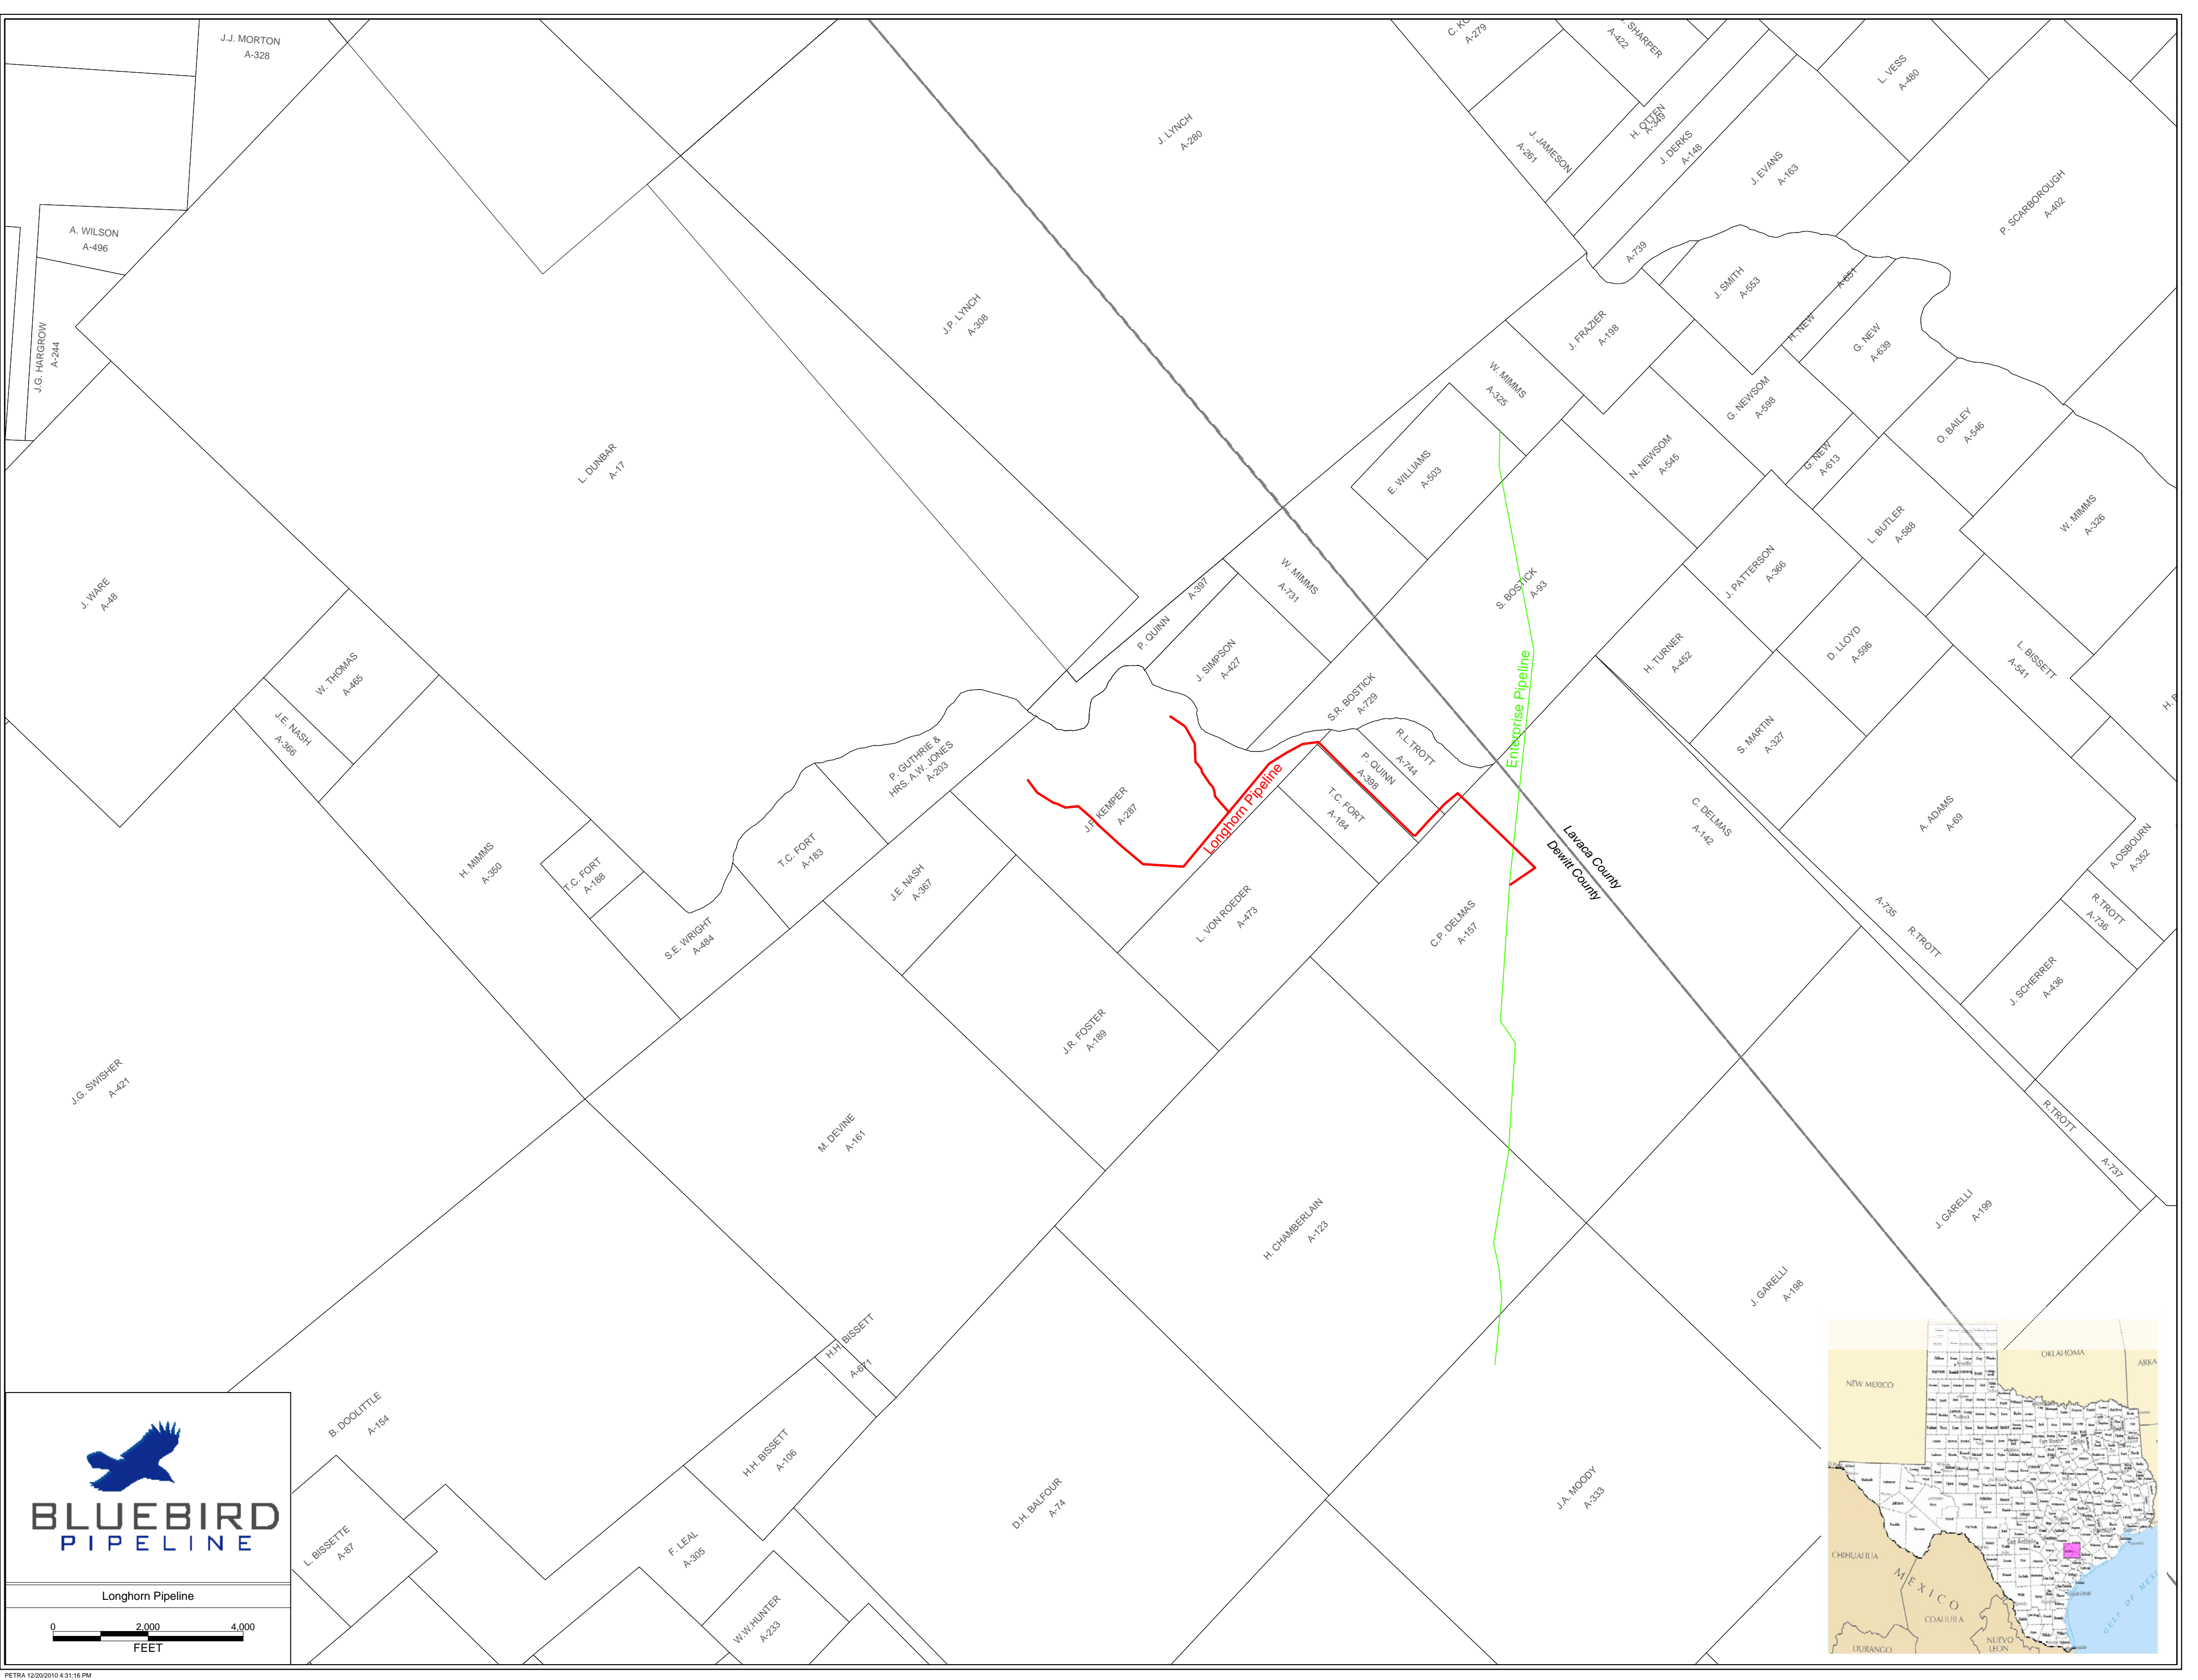 J.J. MORTON
A-328
C. KO
A-279
SHARPER
A-422
L. VESS
A-480
J. LYNCH
A-280
J. JAMESON
A-261
H. OTTEN
A-349
J. DERKS
A-148
J. EVANS
A-163
P. SCARBOROUGH
A-402
A. WILSON
A-496
A-739
J. SMITH
A-553
A-651
H. NEW
J.G. HARGROW
A-244
J.P. LYNCH
A-308
J. FRAZIER
A-198
G. NEW
A-639
W. MIMMS
A-325
G. NEWSOM
A-598
O. BAILEY
A-546
L. DUNBAR
A-17
E. WILLIAMS
A-503
N. NEWSOM
A-545
G. NEW
A-613
L. BUTLER
A-588
W. MIMMS
A-326
J. WARE
A-48
P. QUINN
A-397
W. MIMMS
A-731
S. BOSTICK
A-93
J. PATTERSON
A-366
W. THOMAS
A-465
J. SIMPSON
A-427
H. TURNER
A-452
D. LLOYD
A-596
L. BISSETT
A-541
J.E. NASH
A-366
S.R. BOSTICK
A-729
Enterprise Pipeline
S. MARTIN
A-327
P. GUTHRIE &
HRS. A.W. JONES
A-203
R.L.TROTT
A-744
P. QUINN
A-398
J.F. KEMPER
A-287
Longhorn Pipeline
T.C. FORT
A-184
C. DELMAS
A-142
A. ADAMS
A-69
A.OSBOURN
A-352
H. MIMMS
A-350
T.C. FORT
A-188
T.C. FORT
A-183
J.E. NASH
A-367
Lavaca County
Dewitt County
S.E. WRIGHT
A-484
L. VON ROEDER
A-473
C.P. DELMAS
A-157
A-735
R.TROTT
R.TROTT
A-736
J. SCHERRER
A-436
J.G. SWISHER
A-421
J.R. FOSTER
A-189
M. DEVINE
A-161
R.TROTT
A-737
H. CHAMBERLAIN
A-123
J. GARELLI
A-199
J. GARELLI
A-198
H.H. BISSETT
A-671
B. DOOLITTLE
A-154
H.H. BISSETT
A-106
D.H. BALFOUR
A-74
J.A. MOODY
A-333
L. BISSETTE
A-87
F. LEAL
A-305
W.W.HUNTER
A-233
BLUEBIRD
PIPELINE
Longhorn Pipeline
0 2,000 4,000
FEET
OKLAHOMA
ARKA
NEW MEXICO
San Antonio
CHIHUAHUA
MEXICO
COAHUILA
GULF OF MEXI
NUEVO
LEON
DURANGO
PETRA 12/20/2010 4:31:16 PM